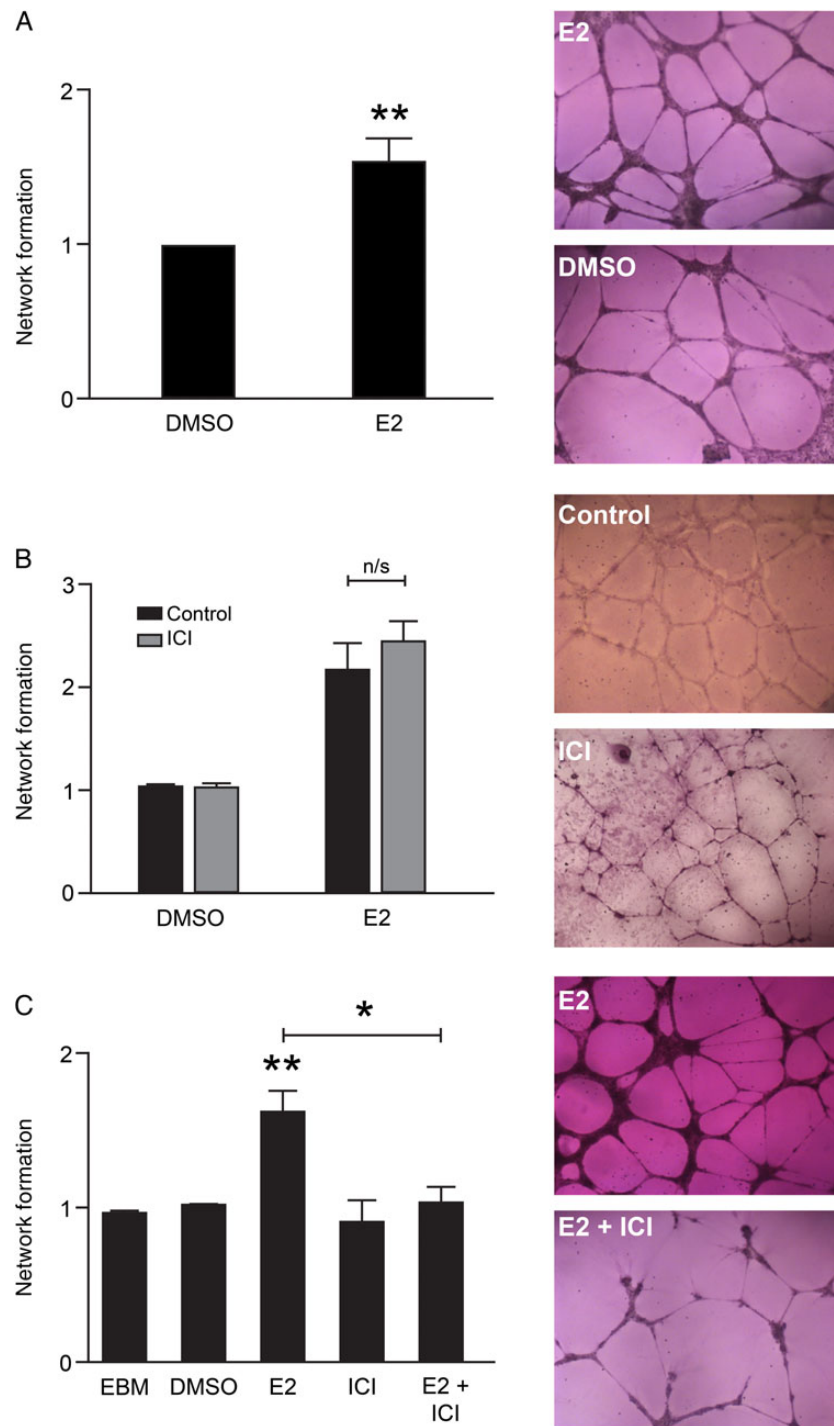 A
Network formation
2
1
0
**
DMSO
E2
E2
DMSO
B
Network formation
3
2
1
0
Control
ICI
n/s
DMSO
E2
Control
ICI
C
Network formation
2
1
0
**
*
EBM
DMSO
E2
ICI
E2 +
ICI
E2
E2 + ICI